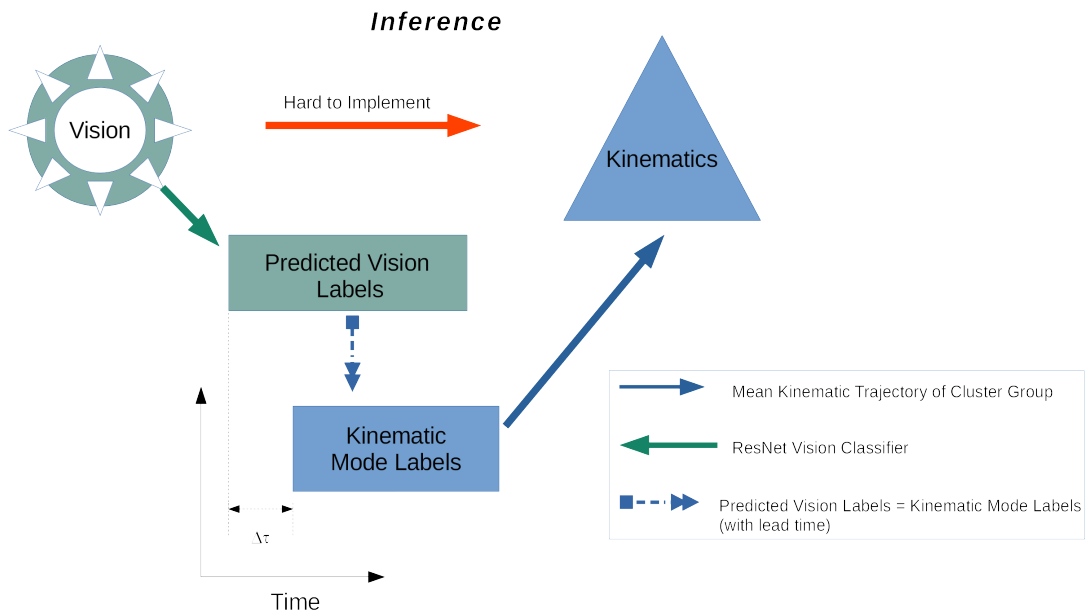 Inference
Hard to Implement
Vision
Kinematics
Predicted Vision
Labels
Kinematic
Mode Labels
Δτ
Time
Mean Kinematic Trajectory of Cluster Group
ResNet Vision Classifier
Predicted Vision Labels = Kinematic Mode Labels
(with lead time)